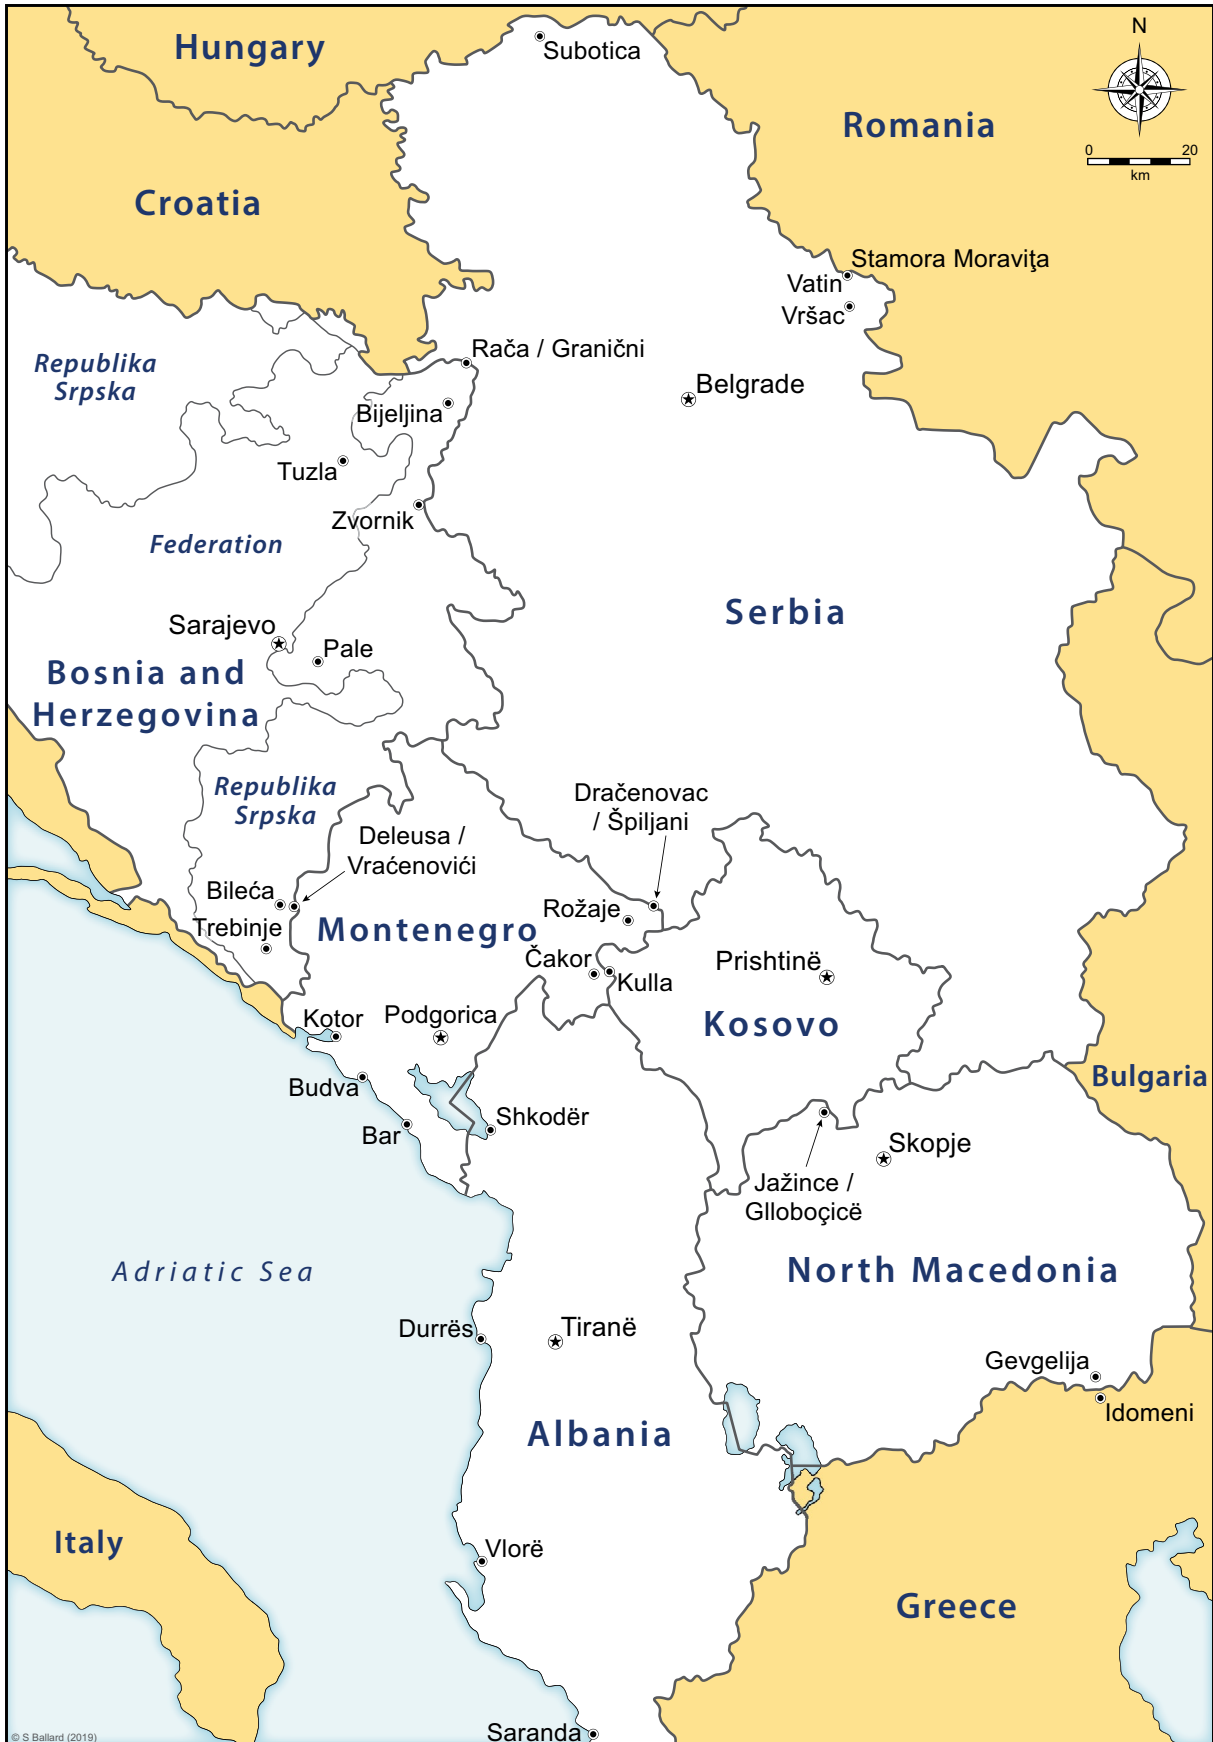 Hungary
Subotica
N
Romania
0 20
km
Croatia
Stamora Moraviţa
Vatin
Vršac
Rača / Granični
Republika
Srpska
Belgrade
Bijeljina
Tuzla
Zvornik
Federation
Serbia
Sarajevo
Pale
Bosnia and
Herzegovina
Republika
Srpska
Dračenovac
/ Špiljani
Deleusa /
Vraćenovići
Bileća
Rožaje
Trebinje
Montenegro
Čakor
Kulla
Prishtinë
Kotor
Podgorica
Kosovo
Budva
Bulgaria
Shkodër
Bar
Skopje
Jažince /
Glloboçicë
Adriatic Sea
North Macedonia
Durrës
Tiranë
Gevgelija
Idomeni
Albania
Italy
Vlorë
Greece
Saranda
© S Ballard (2019)